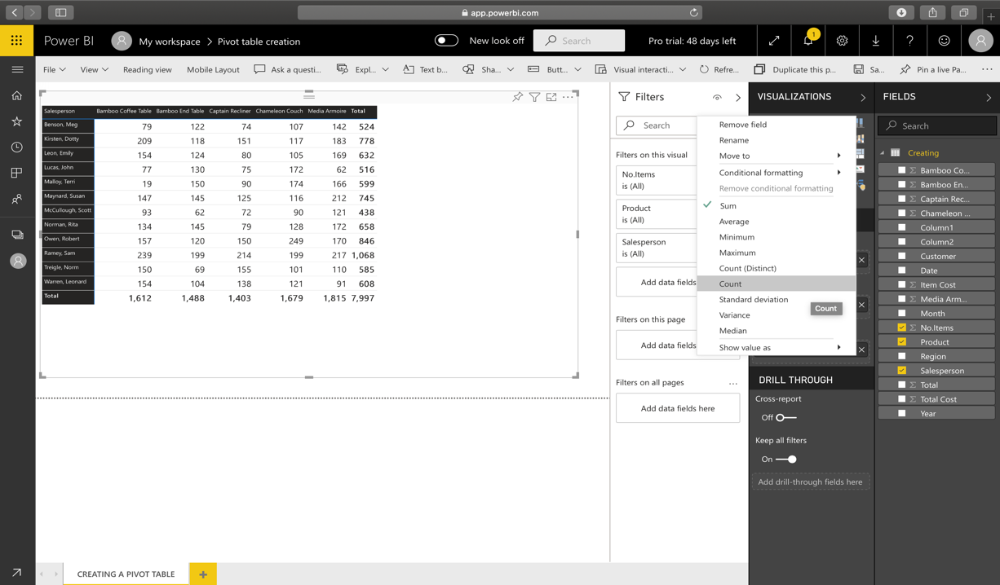 app.powerbi.com
Power BI My workspace > Pivot table creation New look off Search Pro trial: 48 days left 1 ?
File View Reading view Mobile Layout Ask a questi... Expl... Text b... Sha... Butt... Visual interacti... Refre... Duplicate this p... Sa... Pin a live Pa... ...
Salesperson Bamboo Coffee Table Bamboo End Table Captain Recliner Chameleon Couch Media Armoire Total
Benson, Meg 79 122 74 107 142 524
Kirsten, Dotty 209 118 151 117 183 778
Leon, Emily 154 124 80 105 169 632
Lucas, John 77 130 75 172 62 516
Malloy, Terri 19 150 90 174 166 599
Maynard, Susan 147 145 125 116 212 745
McCullough, Scott 93 62 72 90 121 438
Norman, Rita 134 145 79 128 172 658
Owen, Robert 157 120 150 249 170 846
Ramey, Sam 239 199 214 199 217 1,068
Treigle, Norm 150 69 155 101 110 585
Warren, Leonard 154 104 138 121 91 608
Total 1,612 1,488 1,403 1,679 1,815 7,997
Filters
Search
Filters on this visual
No.Items
is (All)
Product
is (All)
Salesperson
is (All)
Add data fields
Filters on this page
Add data fields
Filters on all pages ...
Add data fields here
Remove field
Rename
Move to
Conditional formatting
Remove conditional formatting
Sum
Average
Minimum
Maximum
Count (Distinct)
Count
Standard deviation
Count
Variance
Median
Show value as
VISUALIZATIONS
DRILL THROUGH
Cross-report
Off
Keep all filters
On
Add drill-through fields here
FIELDS
Search
Creating
Σ Bamboo Co...
Σ Bamboo En...
Σ Captain Rec...
Σ Chameleon ...
Column1
Column2
Customer
Date
Σ Item Cost
Σ Media Arm...
Month
Σ No.Items
Product
Region
Salesperson
Σ Total
Σ Total Cost
Year
CREATING A PIVOT TABLE +